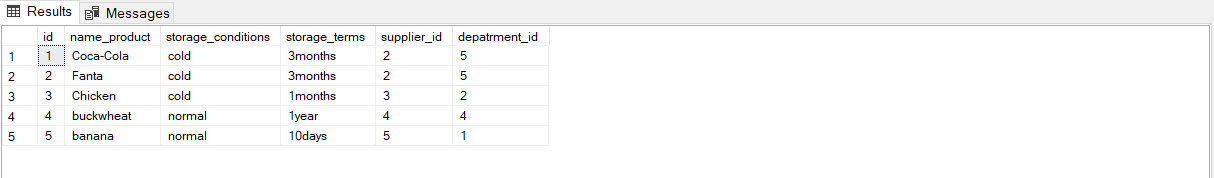 Results Messages
id name_product storage_conditions storage_terms supplier_id depatrment_id
1 1 Coca-Cola cold 3months 2 5
2 2 Fanta cold 3months 2 5
3 3 Chicken cold 1months 3 2
4 4 buckwheat normal 1year 4 4
5 5 banana normal 10days 5 1